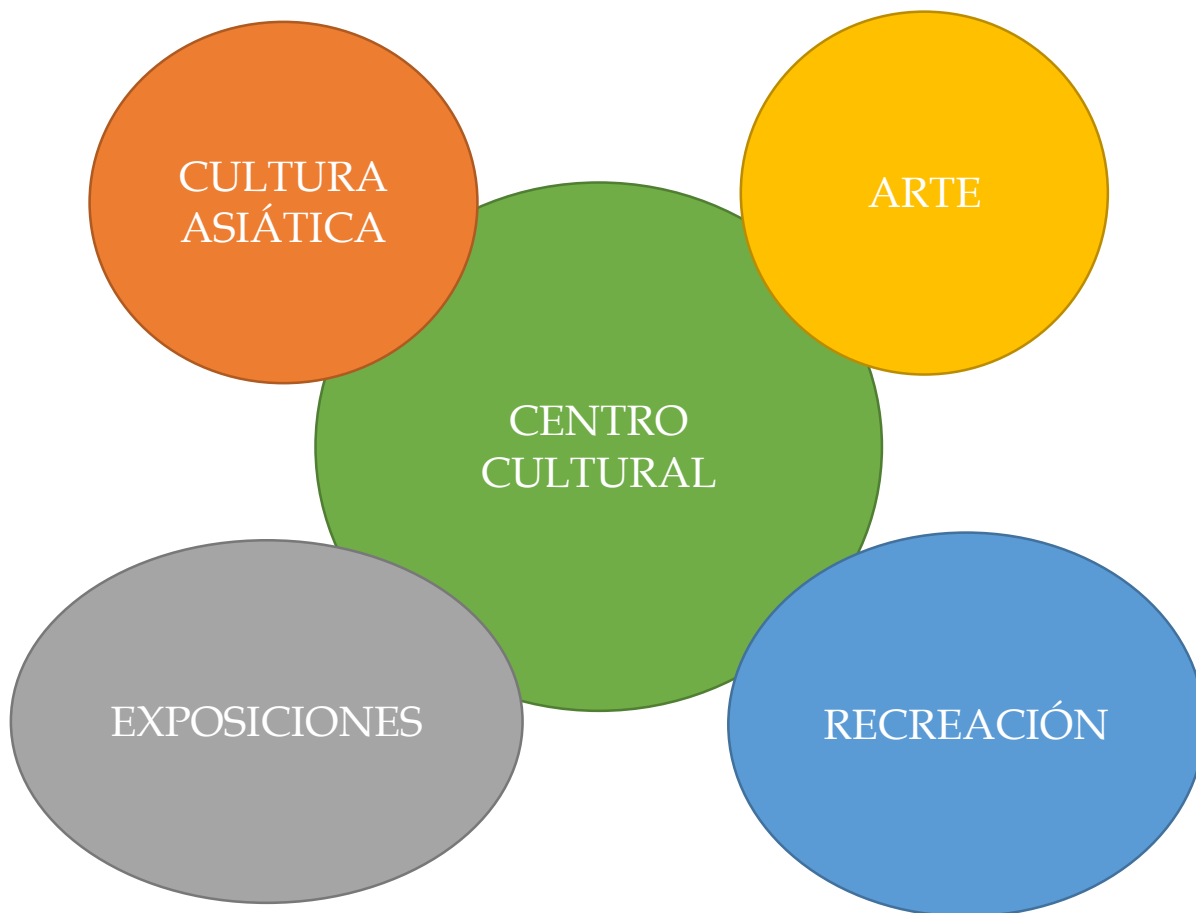 CULTURA
ASIÁTICA
ARTE
CENTRO
CULTURAL
EXPOSICIONES
RECREACIÓN